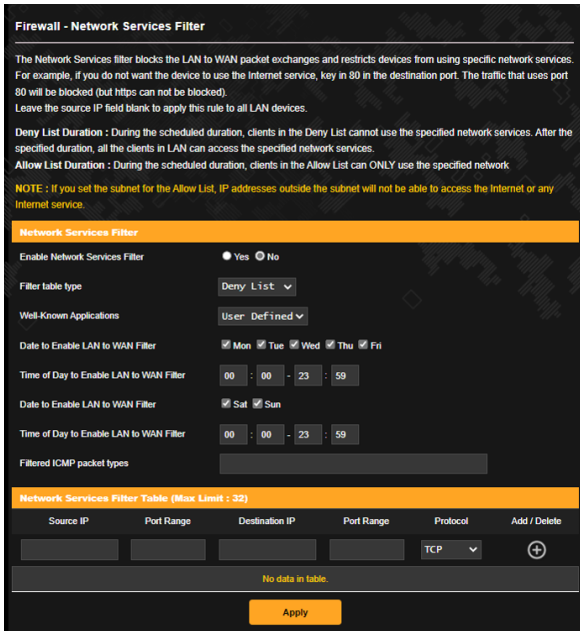 Firewall - Network Services Filter
The Network Services filter blocks the LAN to WAN packet exchanges and restricts devices from using specific network services.
For example, if you do not want the device to use the Internet service, key in 80 in the destination port. The traffic that uses port
80 will be blocked (but https can not be blocked).
Leave the source IP field blank to apply this rule to all LAN devices.
Deny List Duration : During the scheduled duration, clients in the Deny List cannot use the specified network services. After the
specified duration, all the clients in LAN can access the specified network services.
Allow List Duration : During the scheduled duration, clients in the Allow List can ONLY use the specified network
NOTE : If you set the subnet for the Allow List, IP addresses outside the subnet will not be able to access the Internet or any
Internet service.
Network Services Filter
Enable Network Services Filter Yes No
Filter table type Deny List
Well-Known Applications User Defined
Date to Enable LAN to WAN Filter Mon Tue Wed Thu Fri
Time of Day to Enable LAN to WAN Filter 00 : 00 - 23 : 59
Date to Enable LAN to WAN Filter Sat Sun
Time of Day to Enable LAN to WAN Filter 00 : 00 - 23 : 59
Filtered ICMP packet types
Network Services Filter Table (Max Limit : 32)
Source IP Port Range Destination IP Port Range Protocol Add / Delete
TCP
No data in table.
Apply